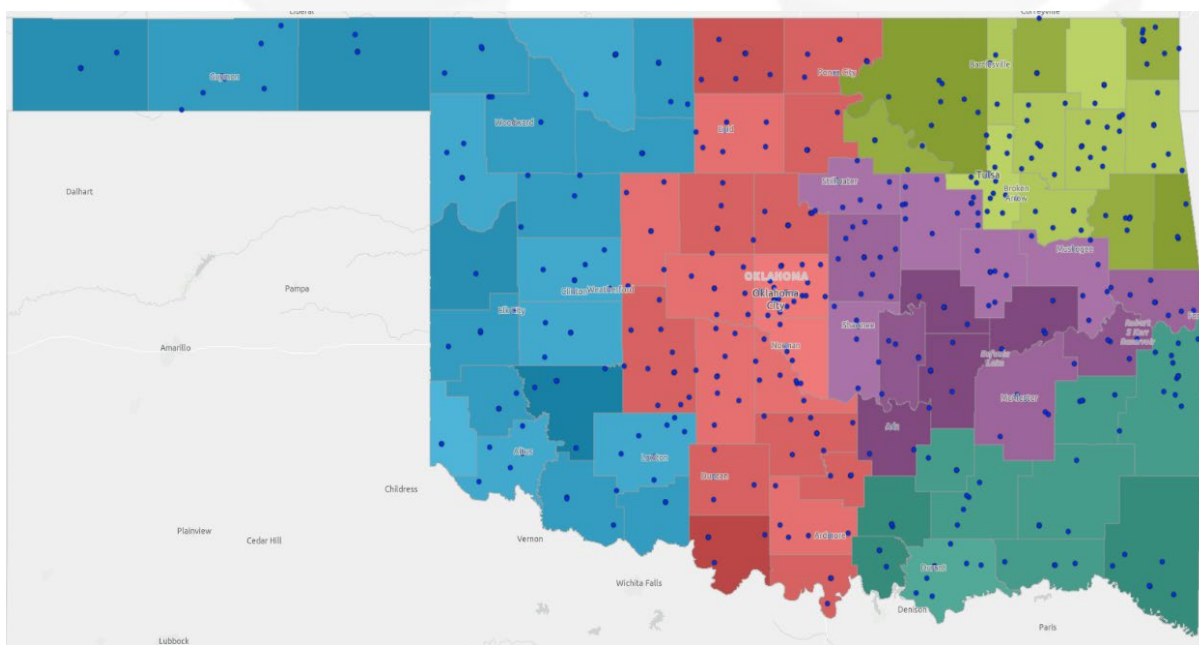 Liberal
Coffeyville
Guymon
Bartlesville
Ponca City
Woodward
Enid
Dalhart
Stillwater
Tulsa
Broken
Arrow
Muskogee
Pampa
OKLAHOMA
Clinton
Weatherford
Oklahoma
City
Elk City
Shawnee
Robert
S Kerr
Reservoir
Amarillo
Norman
Eufaula
Lake
McAlester
Ada
Altus
Lawton
Duncan
Childress
Plainview
Cedar Hill
Vernon
Ardmore
Durant
Wichita Falls
Denison
Paris
Lubbock